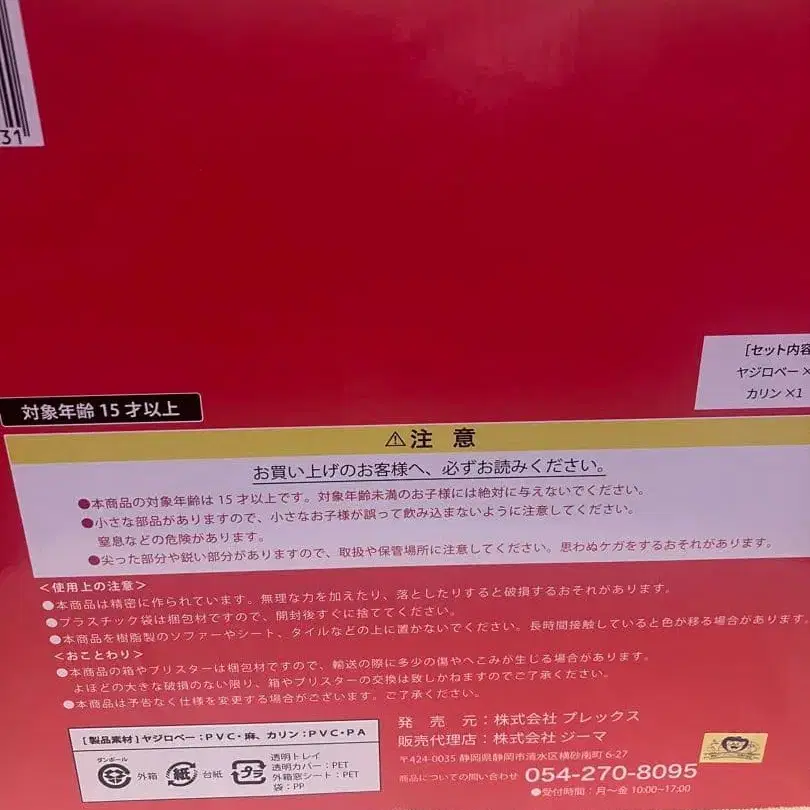 31
[セット内容
ヤジロベー×
カリン×1
対象年齢 15 才以上
⚠注 意
お買い上げのお客様へ、必ずお読みください。
●本商品の対象年齢は 15 才以上です。対象年齢未満のお子様には絶対に与えないでください。
●小さな部品がありますので、小さなお子様が誤って飲み込まないように注意してください。
窒息などの危険があります。
●尖った部分や鋭い部分がありますので、取扱や保管場所に注意してください。思わぬケガをするおそれがあります。
<使用上の注意>
●本商品は精密に作られています。無理な力を加えたり、落としたりすると破損するおそれがあります。
●プラスチック袋は梱包材ですので、開封後すぐに捨ててください。
●本商品を樹脂製のソファーやシート、タイルなどの上に置かないでください。長時間接触していると色が移る場合があります。
<おことわり>
●本商品の箱やブリスターは梱包材ですので、輸送の際に多少の傷やへこみが生じる場合があります。
よほどの大きな破損のない限り、箱やブリスターの交換は致しかねますのでご了承ください。
●本商品は予告なく仕様を変更する場合がございます。ご了承ください。
[製品素材] ヤジロベー：PVC・麻、カリン：PVC・PA
ダンボール
外箱
紙
台紙
プラ
透明トレイ
透明カバー：PET
外箱窓シート：PET
袋：PP
発 売 元：株式会社 プレックス
販売代理店：株式会社 ジーマ
〒424-0035 静岡県静岡市清水区横砂南町 6-27
商品についての問い合わせ 054-270-8095
●受付時間：月～金 10:00~17:00